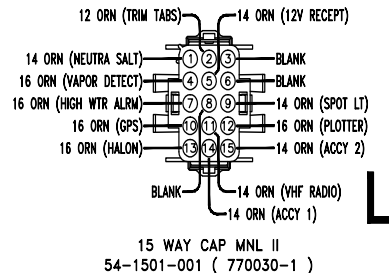 12 ORN (TRIM TABS)
14 ORN (12V RECEPT)
14 ORN (NEUTRA SALT)
1 2 3
BLANK
16 ORN (VAPOR DETECT)
4 5 6
BLANK
16 ORN (HIGH WTR ALRM)
7 8 9
14 ORN (SPOT LT)
16 ORN (GPS)
10 11 12
16 ORN (PLOTTER)
16 ORN (HALON)
13 14 15
14 ORN (ACCY 2)
BLANK
14 ORN (VHF RADIO)
14 ORN (ACCY 1)
L
15 WAY CAP MNL II
54-1501-001 ( 770030-1 )